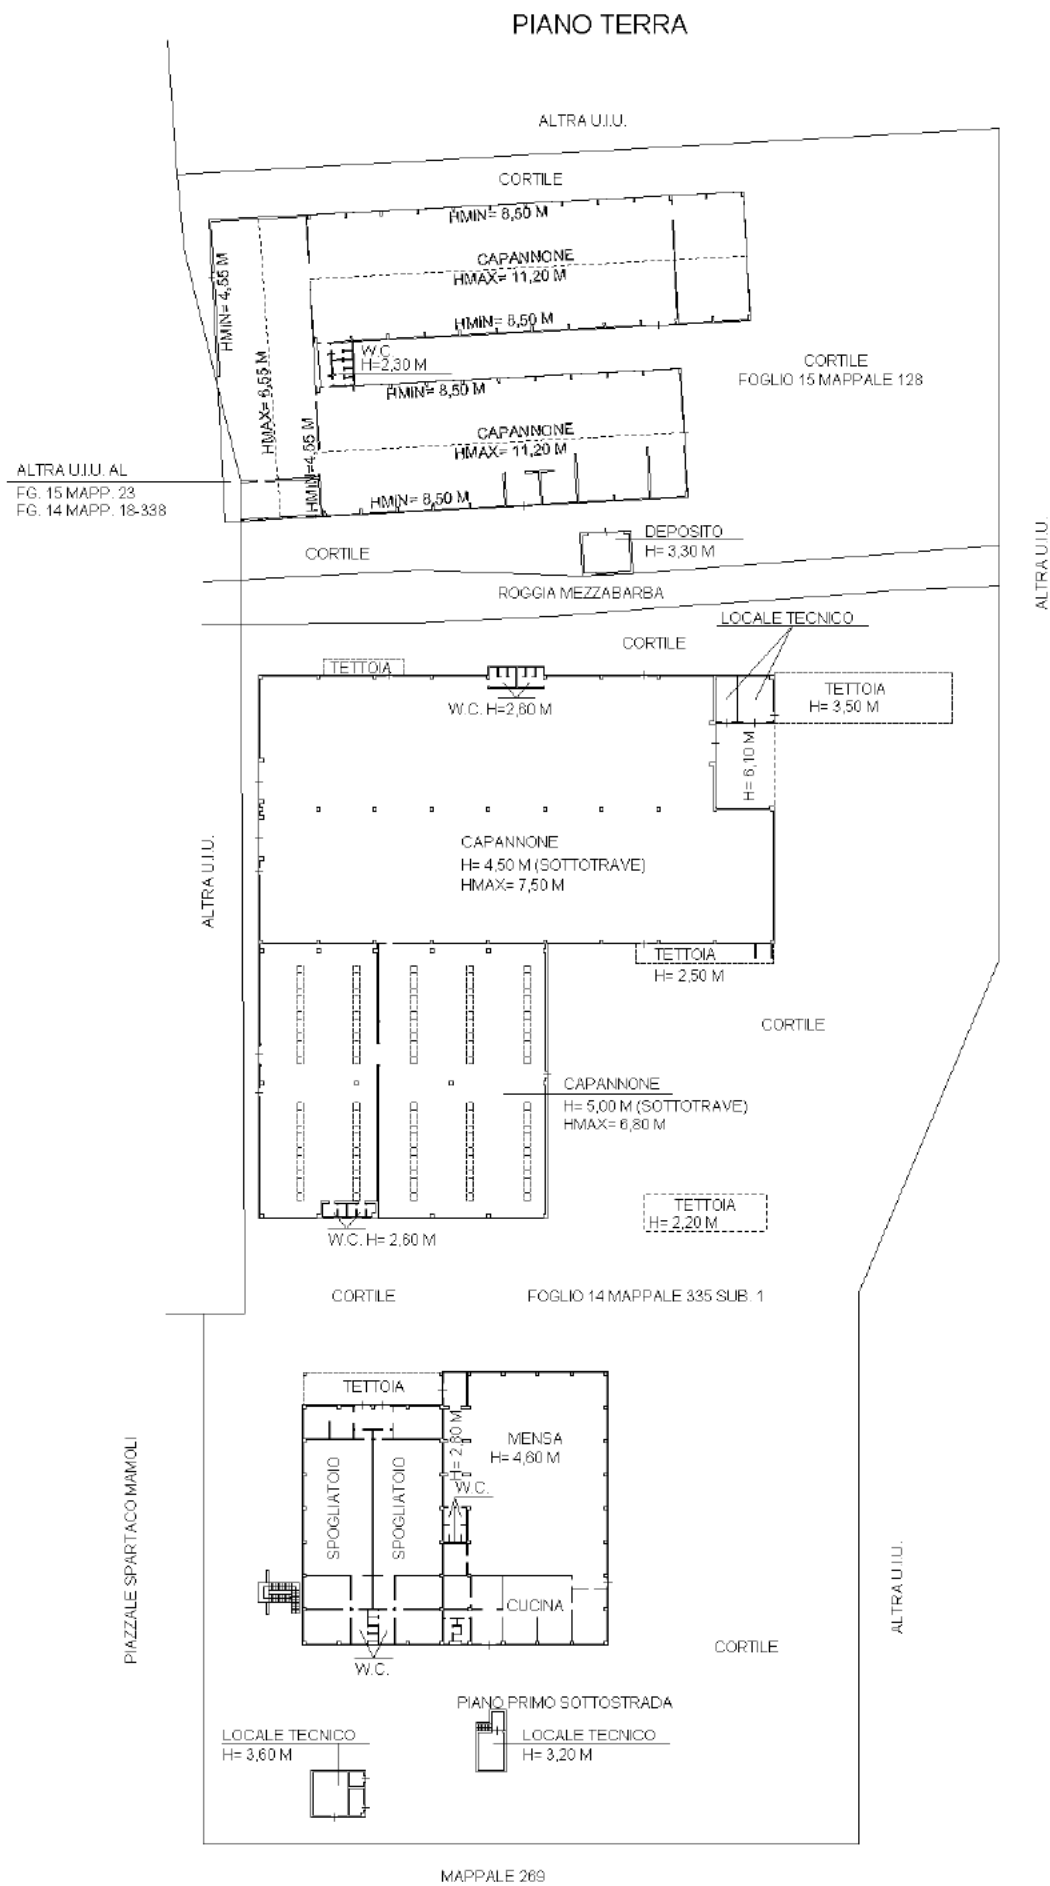 PIANO TERRA
ALTRA U.I.U.
CORTILE
HMIN= 8,50 M
CAPANNONE
HMAX= 11,20 M
HMIN= 4,55 M
HMIN= 8,50 M
W.C.
H=2,30 M
CORTILE
FOGLIO 15 MAPPALE 128
HMAX= 6,55 M
HMIN= 8,50 M
CAPANNONE
HMAX= 11,20 M
HMIN=4,55 M
ALTRA U.I.U. AL
FG. 15 MAPP. 23
FG. 14 MAPP. 18-338
HMIN= 8,50 M
DEPOSITO
H= 3,30 M
CORTILE
ALTRA U.I.U.
ROGGIA MEZZABARBA
LOCALE TECNICO
CORTILE
TETTOIA
TETTOIA
H= 3,50 M
W.C. H=2,60 M
H= 6,10 M
CAPANNONE
H= 4,50 M (SOTTOTRAVE)
HMAX= 7,50 M
ALTRA U.I.U.
TETTOIA
H= 2,50 M
CORTILE
CAPANNONE
H= 5,00 M (SOTTOTRAVE)
HMAX= 6,80 M
TETTOIA
H= 2,20 M
W.C. H= 2,60 M
CORTILE
FOGLIO 14 MAPPALE 335 SUB. 1
TETTOIA
MENSA
H= 4,60 M
H= 2,80 M
W.C.
SPOGLIATOIO
SPOGLIATOIO
PIAZZALE SPARTACO MAMOLI
ALTRA U.I.U.
CUCINA
CORTILE
W.C.
PIANO PRIMO SOTTOSTRADA
LOCALE TECNICO
H= 3,60 M
LOCALE TECNICO
H= 3,20 M
MAPPALE 269